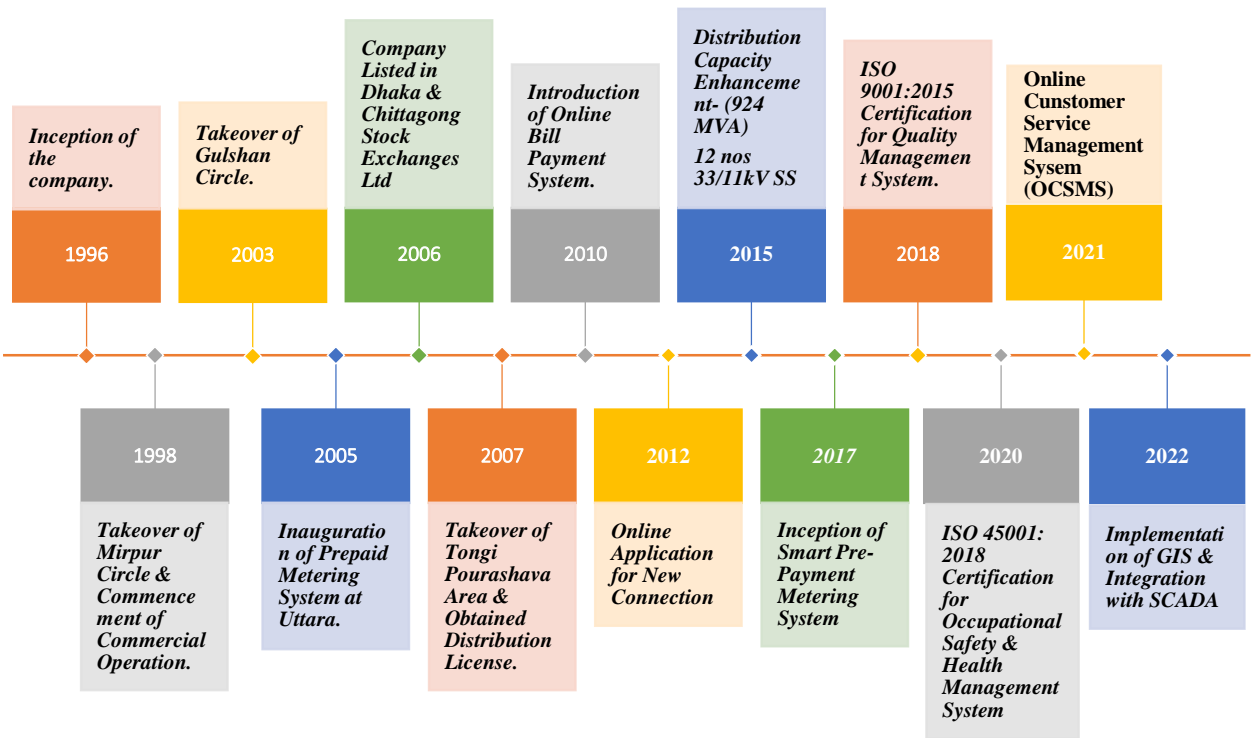 Inception of
the
company.
1996
Takeover of
Mirpur
Circle &
Commence
ment of
Commercial
Operation.
1998
Takeover of
Gulshan
Circle.
2003
2005
Inauguratio
n of Prepaid
Metering
System at
Uttara.
Company
Listed in
Dhaka &
Chittagong
Stock
Exchanges
Ltd
2006
2007
Takeover of
Tongi
Pourashava
Area &
Obtained
Distribution
License.
Introduction
of Online
Bill
Payment
System.
2010
2012
Online
Application
for New
Connection
Distribution
Capacity
Enhanceme
nt- (924
MVA)
12 nos
33/11kV SS
2015
2017
Inception of
Smart Pre-
Payment
Metering
System
ISO
9001:2015
Certification
for Quality
Managemen
t System.
2018
2020
ISO 45001:
2018
Certification
for
Occupational
Safety &
Health
Management
System
Online
Cunstomer
Service
Management
Sysem
(OCSMS)
2021
2022
Implementati
on of GIS &
Integration
with SCADA